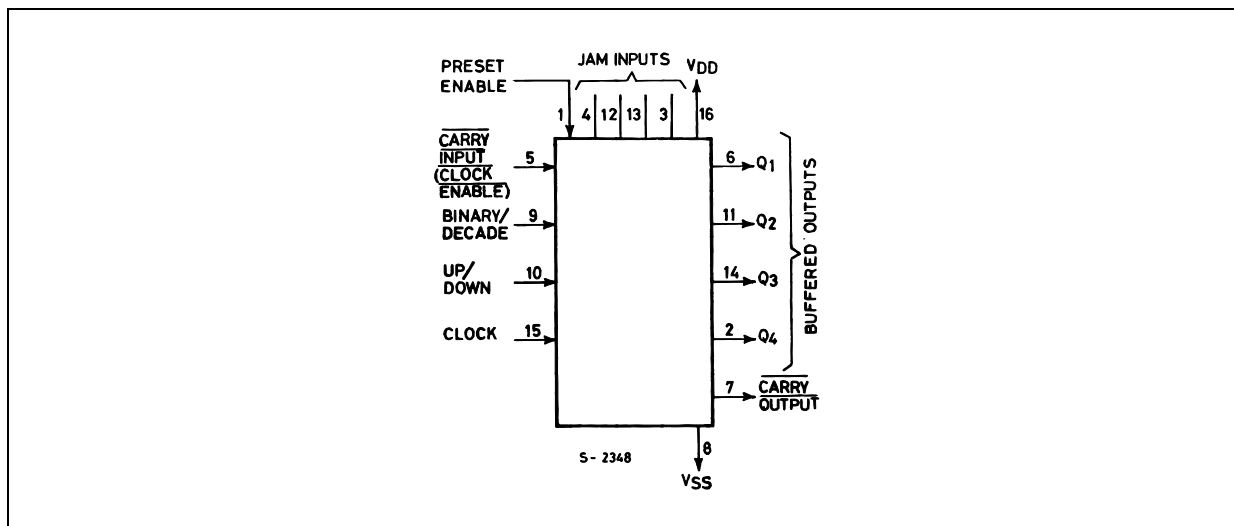 PRESET
ENABLE
JAM INPUTS
VDD
1
4
12
13
3
16
CARRY
INPUT
(CLOCK
ENABLE)
5
BINARY/
DECADE
9
UP/
DOWN
10
CLOCK
15
6
Q1
11
Q2
14
Q3
2
Q4
BUFFERED OUTPUTS
7
CARRY
OUTPUT
8
VSS
S- 2348